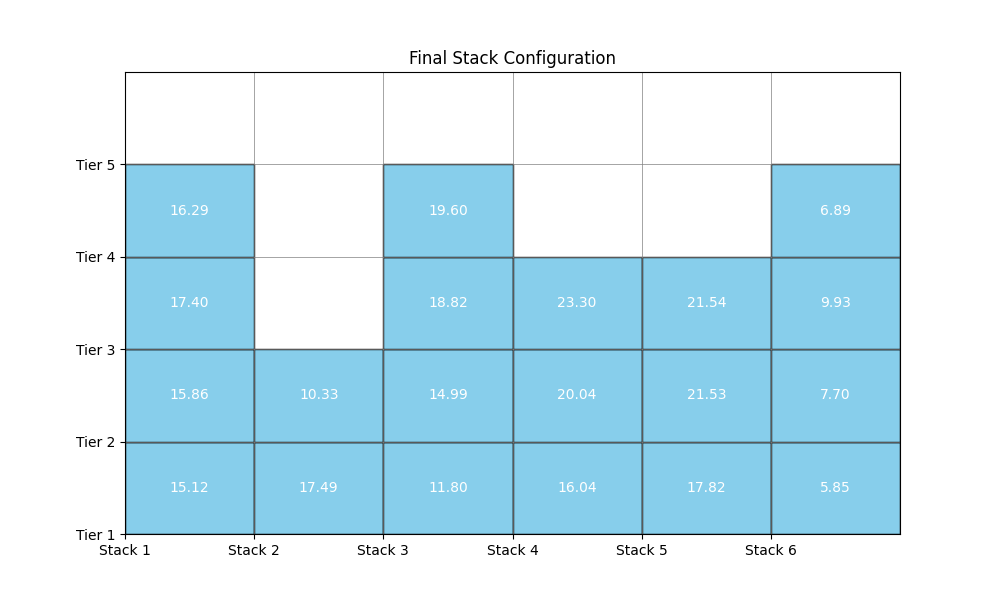 Final Stack Configuration
Tier 5
16.29 19.60 6.89
Tier 4
17.40 18.82 23.30 21.54 9.93
Tier 3
15.86 10.33 14.99 20.04 21.53 7.70
Tier 2
15.12 17.49 11.80 16.04 17.82 5.85
Tier 1
Stack 1 Stack 2 Stack 3 Stack 4 Stack 5 Stack 6